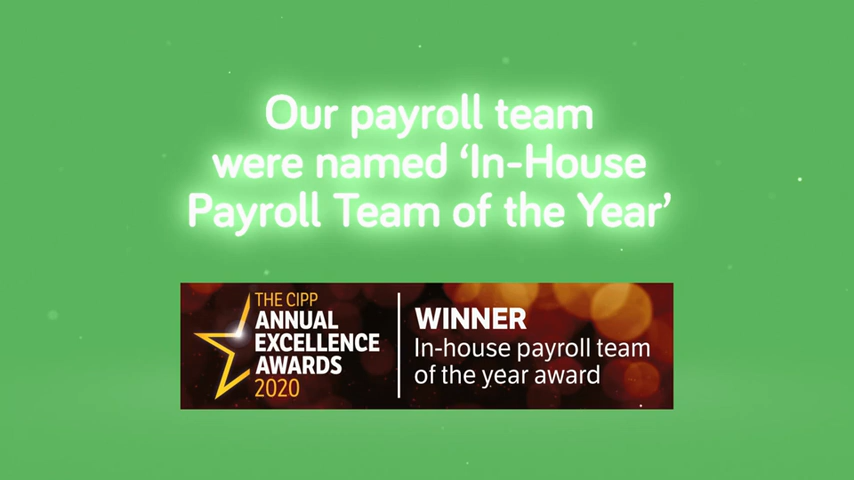 Our payroll team
were named ‘In-House
Payroll Team of the Year’
THE CIPP
ANNUAL
EXCELLENCE
AWARDS
2020
WINNER
In-house payroll team
of the year award